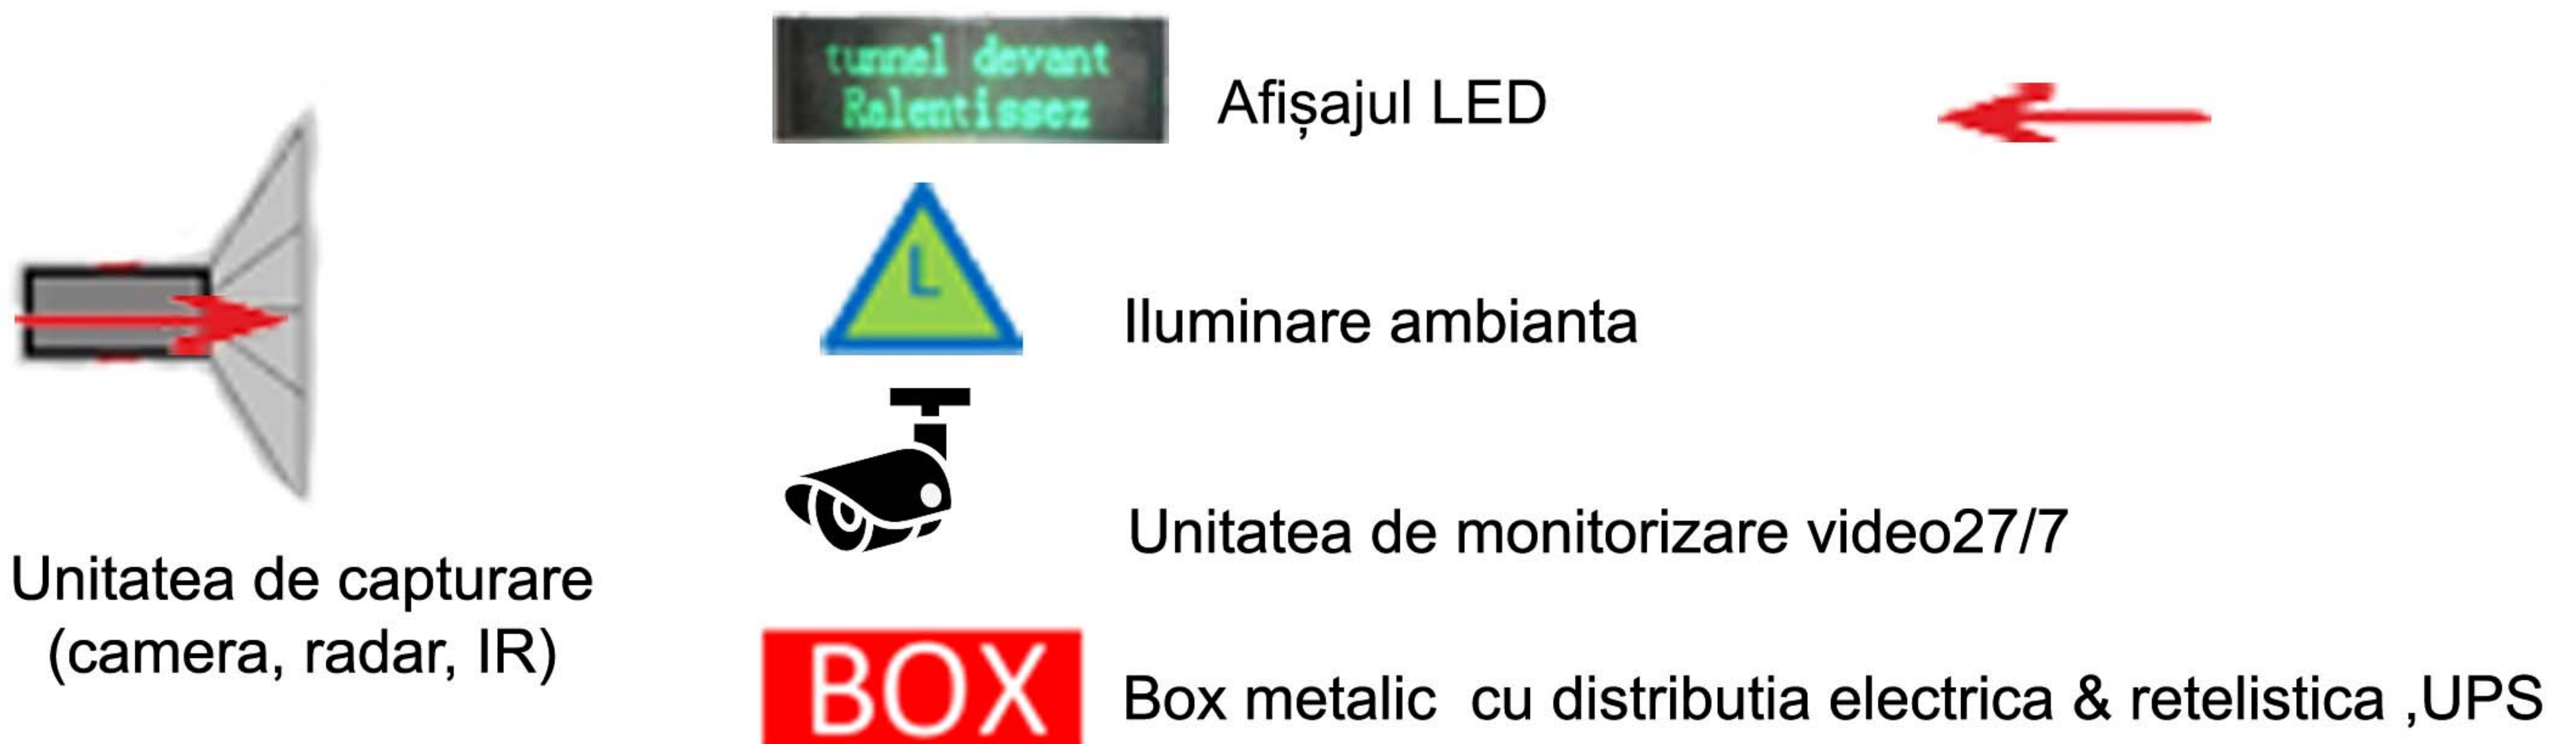 tunnel devant
Ralentissez
Afișajul LED
L
Iluminare ambianta
Unitatea de monitorizare video27/7
Unitatea de capturare
(camera, radar, IR)
BOX
Box metalic cu distributia electrica & retelistica ,UPS